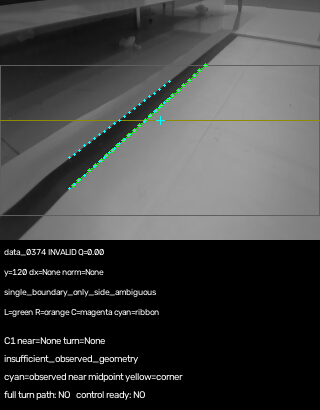 data_0374 INVALID Q=0.00
y=120 dx=None norm=None
single_boundary_only_side_ambiguous
L=green R=orange C=magenta cyan=ribbon
C1 near=None turn=None
insufficient_observed_geometry
cyan=observed near midpoint yellow=corner
full turn path: NO control ready: NO